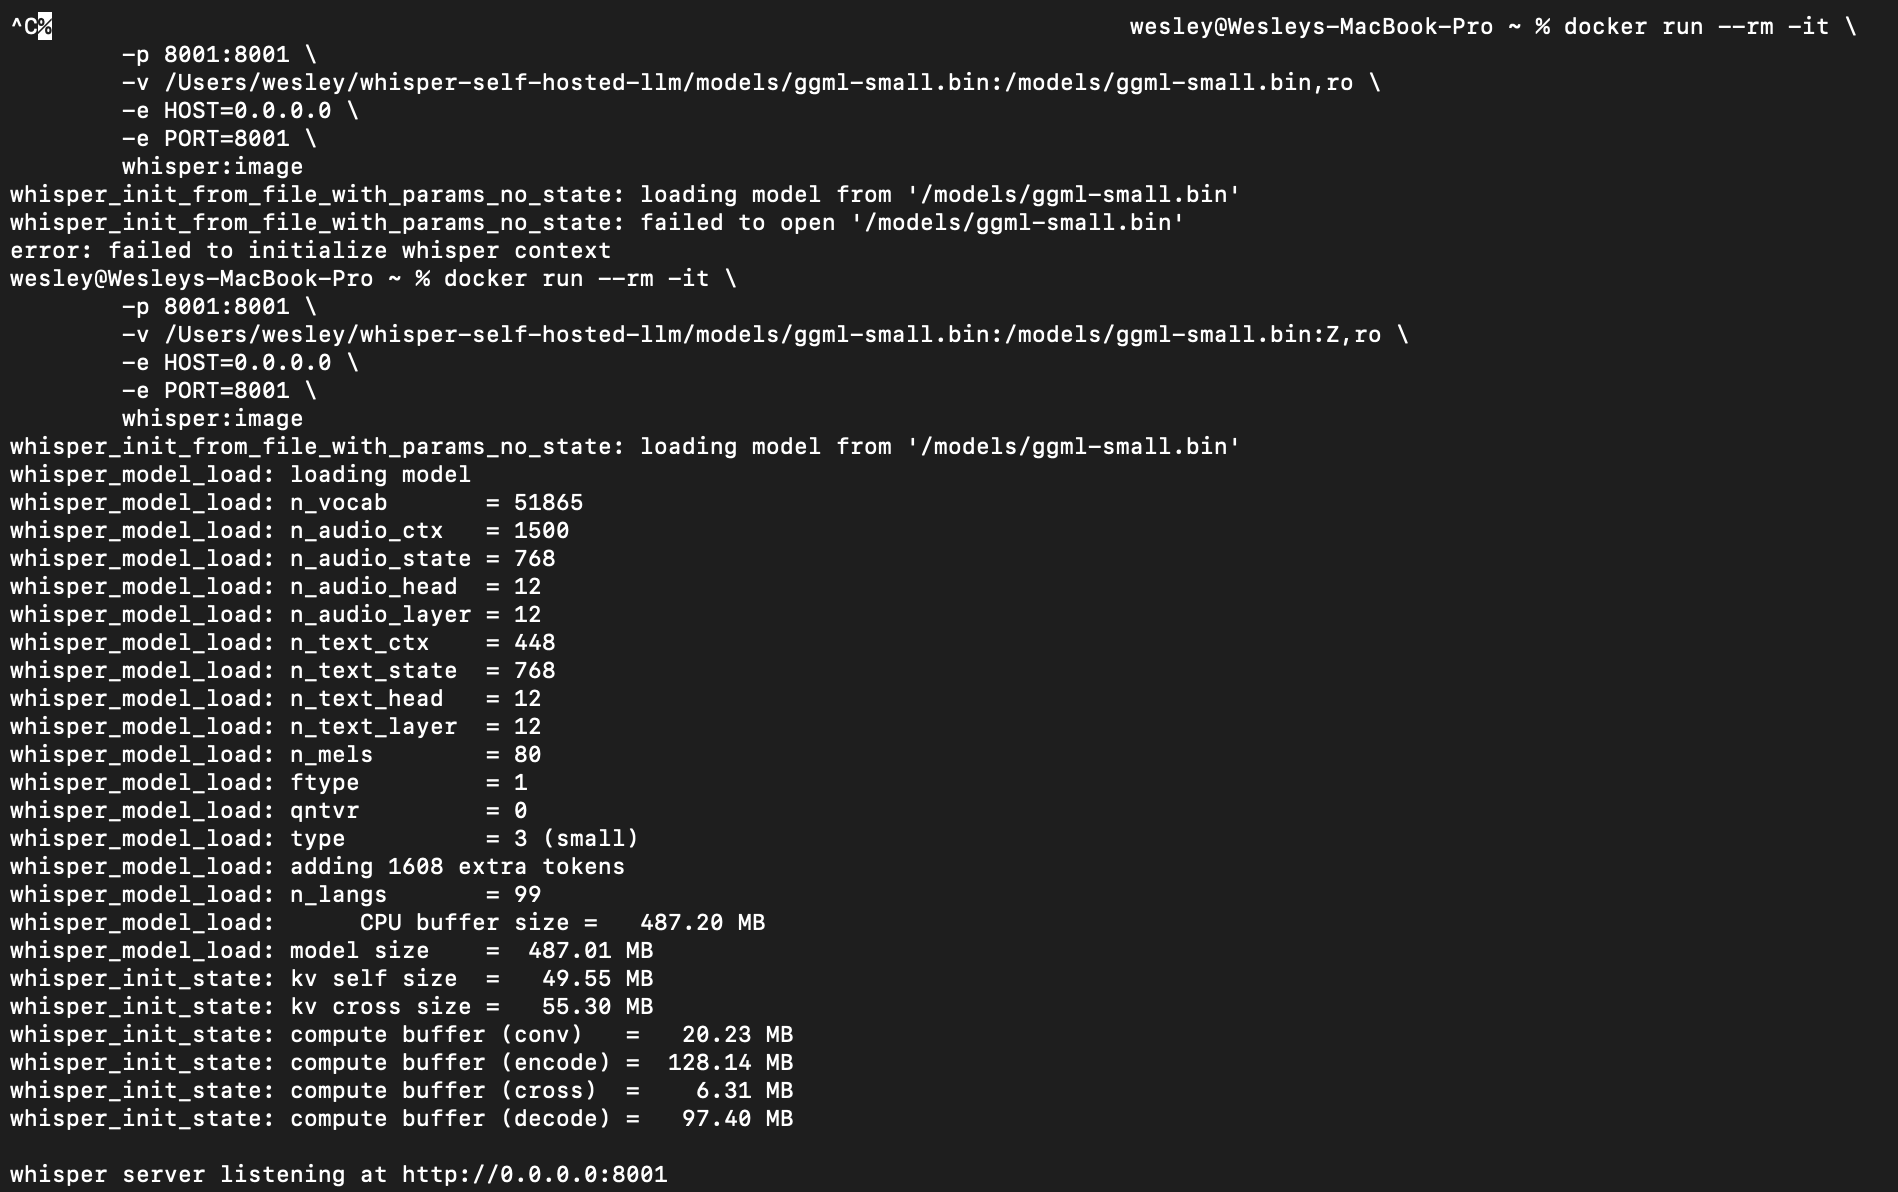 ^C% wesley@Wesleys-MacBook-Pro ~ % docker run --rm -it \
-p 8001:8001 \
-v /Users/wesley/whisper-self-hosted-llm/models/ggml-small.bin:/models/ggml-small.bin,ro \
-e HOST=0.0.0.0 \
-e PORT=8001 \
whisper:image
whisper_init_from_file_with_params_no_state: loading model from '/models/ggml-small.bin'
whisper_init_from_file_with_params_no_state: failed to open '/models/ggml-small.bin'
error: failed to initialize whisper context
wesley@Wesleys-MacBook-Pro ~ % docker run --rm -it \
-p 8001:8001 \
-v /Users/wesley/whisper-self-hosted-llm/models/ggml-small.bin:/models/ggml-small.bin:Z,ro \
-e HOST=0.0.0.0 \
-e PORT=8001 \
whisper:image
whisper_init_from_file_with_params_no_state: loading model from '/models/ggml-small.bin'
whisper_model_load: loading model
whisper_model_load: n_vocab       = 51865
whisper_model_load: n_audio_ctx   = 1500
whisper_model_load: n_audio_state = 768
whisper_model_load: n_audio_head  = 12
whisper_model_load: n_audio_layer = 12
whisper_model_load: n_text_ctx    = 448
whisper_model_load: n_text_state  = 768
whisper_model_load: n_text_head   = 12
whisper_model_load: n_text_layer  = 12
whisper_model_load: n_mels        = 80
whisper_model_load: ftype         = 1
whisper_model_load: qntvr         = 0
whisper_model_load: type          = 3 (small)
whisper_model_load: adding 1608 extra tokens
whisper_model_load: n_langs       = 99
whisper_model_load:      CPU buffer size =   487.20 MB
whisper_model_load: model size    =  487.01 MB
whisper_init_state: kv self size  =   49.55 MB
whisper_init_state: kv cross size =   55.30 MB
whisper_init_state: compute buffer (conv)   =   20.23 MB
whisper_init_state: compute buffer (encode) =  128.14 MB
whisper_init_state: compute buffer (cross)  =    6.31 MB
whisper_init_state: compute buffer (decode) =   97.40 MB
whisper server listening at http://0.0.0.0:8001